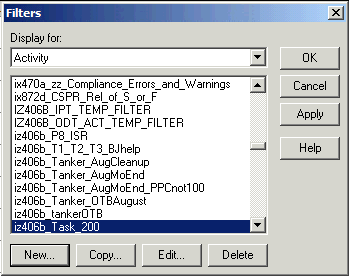 Filters
Display for:
Activity
OK
Cancel
Apply
Help
ix470a_zz_Compliance_Errors_and_Warnings
ix872d_CSPR_Rel_of_S_or_F
IZ406B_IPT_TEMP_FILTER
IZ406B_ODT_ACT_TEMP_FILTER
iz406b_P8_ISR
iz406b_T1_T2_T3_BJhelp
iz406b_Tanker_AugCleanup
iz406b_Tanker_AugMoEnd
iz406b_Tanker_AugMoEnd_PPCnot100
iz406b_Tanker_OTBAugust
iz406b_tankerOTB
iz406b_Task_200
New...
Copy...
Edit...
Delete